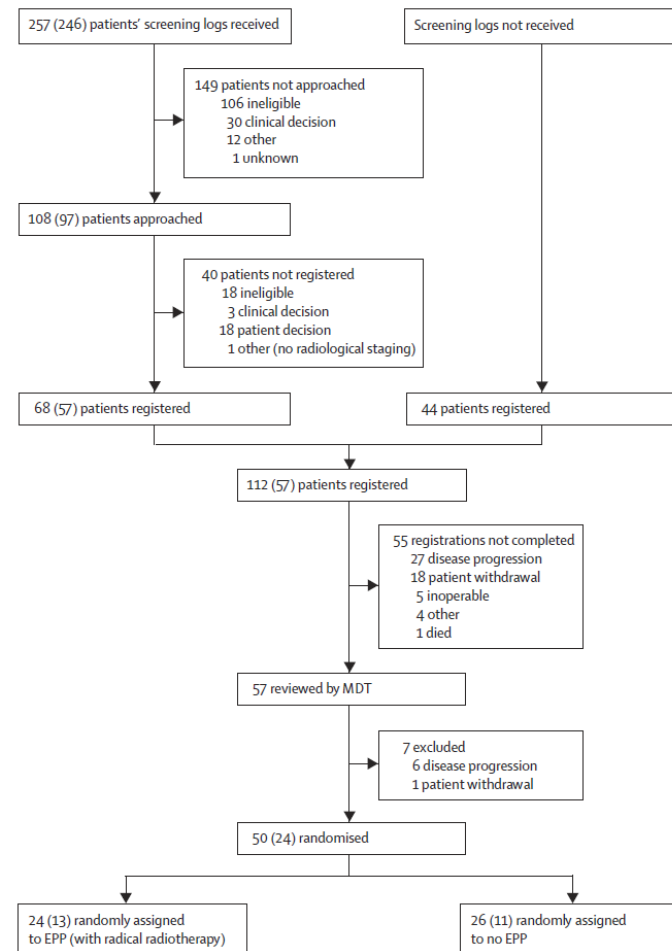 257 (246) patients’ screening logs received
Screening logs not received
149 patients not approached
106 ineligible
30 clinical decision
12 other
1 unknown
108 (97) patients approached
40 patients not registered
18 ineligible
3 clinical decision
18 patient decision
1 other (no radiological staging)
68 (57) patients registered
44 patients registered
112 (57) patients registered
55 registrations not completed
27 disease progression
18 patient withdrawal
5 inoperable
4 other
1 died
57 reviewed by MDT
7 excluded
6 disease progression
1 patient withdrawal
50 (24) randomised
24 (13) randomly assigned
to EPP (with radical radiotherapy)
26 (11) randomly assigned
to no EPP